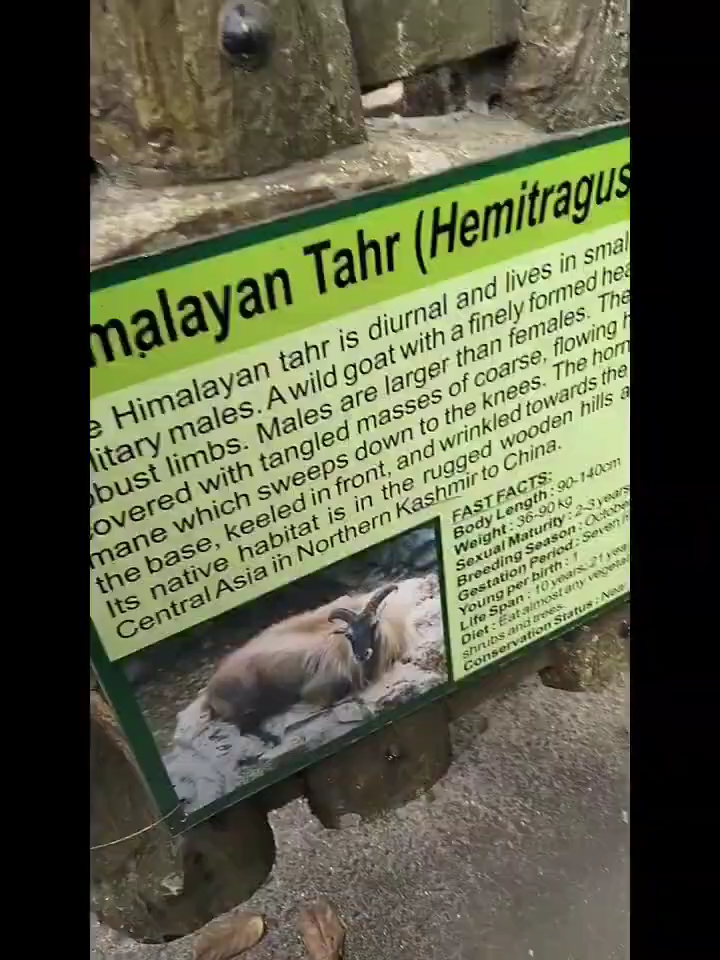 malayan Tahr (Hemitragus
e Himalayan tahr is diurnal and lives in smal
litary males. A wild goat with a finely formed hea
bust limbs. Males are larger than females. The
covered with tangled masses of coarse, flowing h
mane which sweeps down to the knees. The horn
the base, keeled in front, and wrinkled towards the
Its native habitat is in the rugged wooden hills a
Central Asia in Northern Kashmir to China.
FAST FACTS:
Body Length : 90-140cm
Weight : 36-90 kg
Sexual Maturity : 2-3 years
Breeding Season : Octobe
Gestation Period : Seven
Young per birth : 1
Life Span : 10 years-21 yea
Diet : Eat almost any vegeta
shrubs and trees.
Conservation Status : Nea